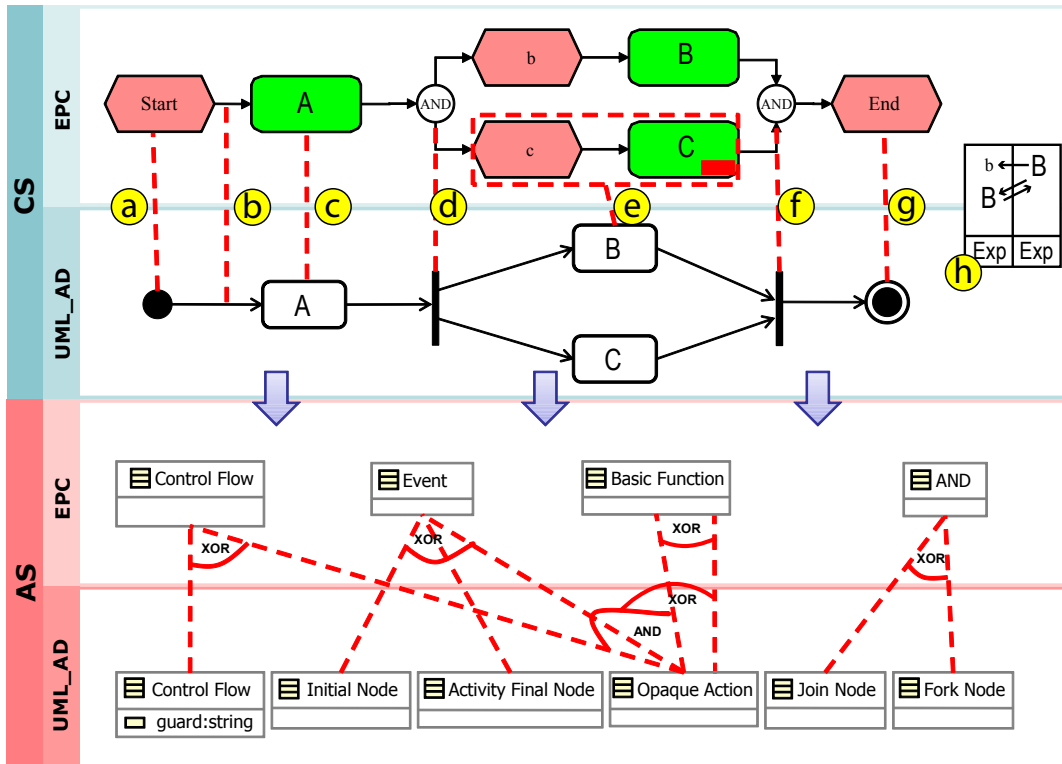 CS
EPC
Start
A
AND
b
B
c
C
AND
End
a
b
c
d
e
f
g
b B
B
Exp Exp
h
UML_AD
A
B
C
AS
EPC
Control Flow
Event
Basic Function
AND
XOR
XOR
XOR
XOR
XOR
AND
UML_AD
Control Flow
guard:string
Initial Node
Activity Final Node
Opaque Action
Join Node
Fork Node